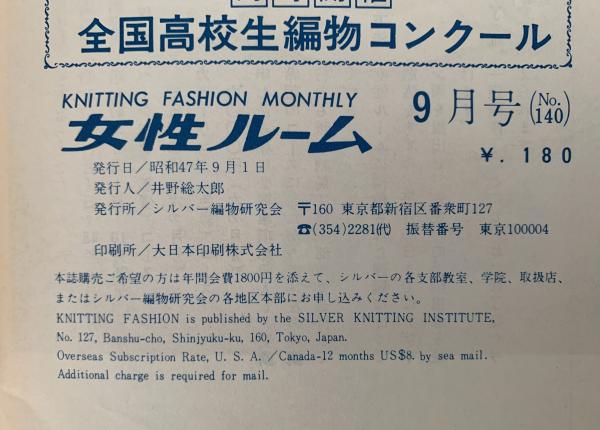 全国高校生編物コンクール
KNITTING FASHION MONTHLY
女性ルーム 9月号 (No. 140)
¥. 180
発行日／昭和47年9月1日
発行人／井野総太郎
発行所／シルバー編物研究会 〒160 東京都新宿区番衆町127
☎(354)2281(代) 振替番号 東京100004
印刷所／大日本印刷株式会社
本誌購売ご希望の方は年間会費1800円を添えて、シルバーの各支部教室、学院、取扱店、
またはシルバー編物研究会の各地区本部にお申し込みください。
KNITTING FASHION is published by the SILVER KNITTING INSTITUTE,
No. 127, Banshu-cho, Shinjyuku-ku, 160, Tokyo, Japan.
Overseas Subscription Rate, U. S. A. ／Canada-12 months US$8. by sea mail.
Additional charge is required for mail.